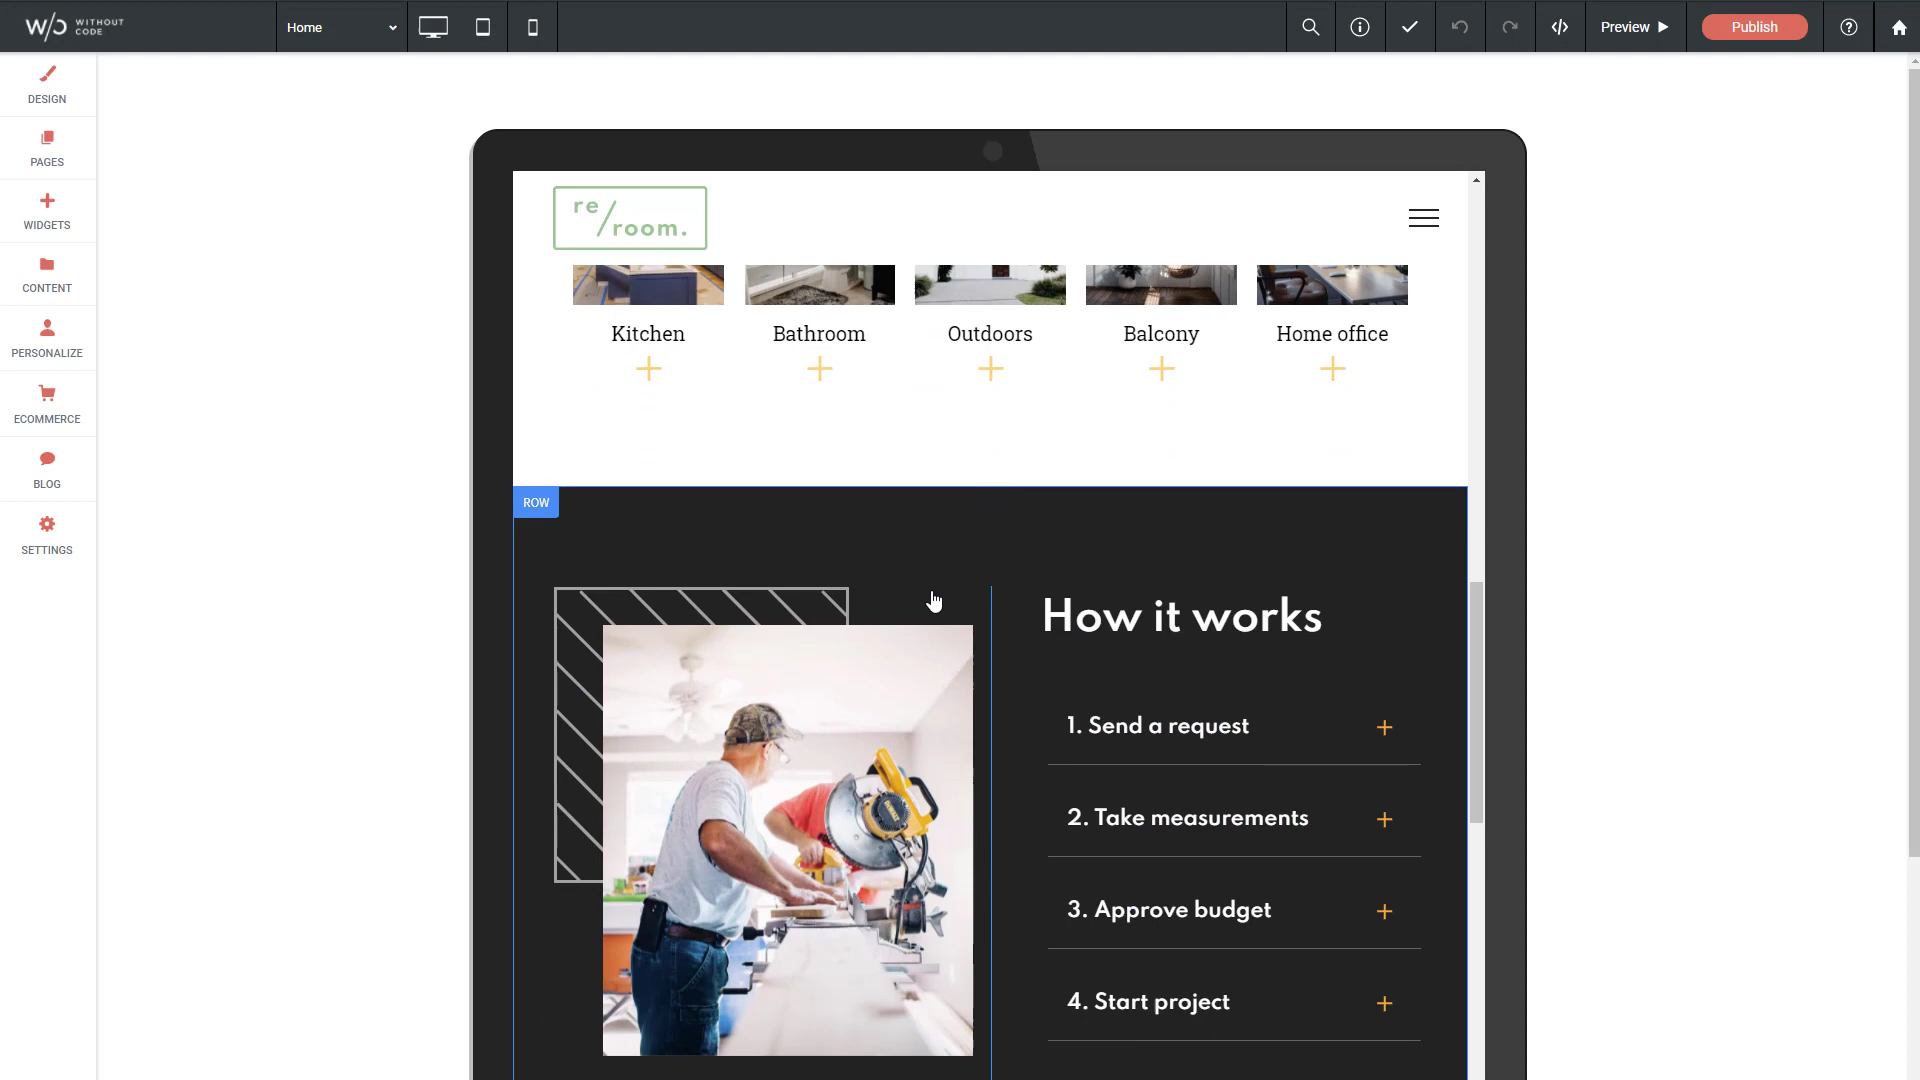 W/O WITHOUT CODE
Home
Preview
Publish
DESIGN
PAGES
WIDGETS
CONTENT
PERSONALIZE
ECOMMERCE
BLOG
SETTINGS
re/
room.
Kitchen
Bathroom
Outdoors
Balcony
Home office
ROW
How it works
1. Send a request
2. Take measurements
3. Approve budget
4. Start project